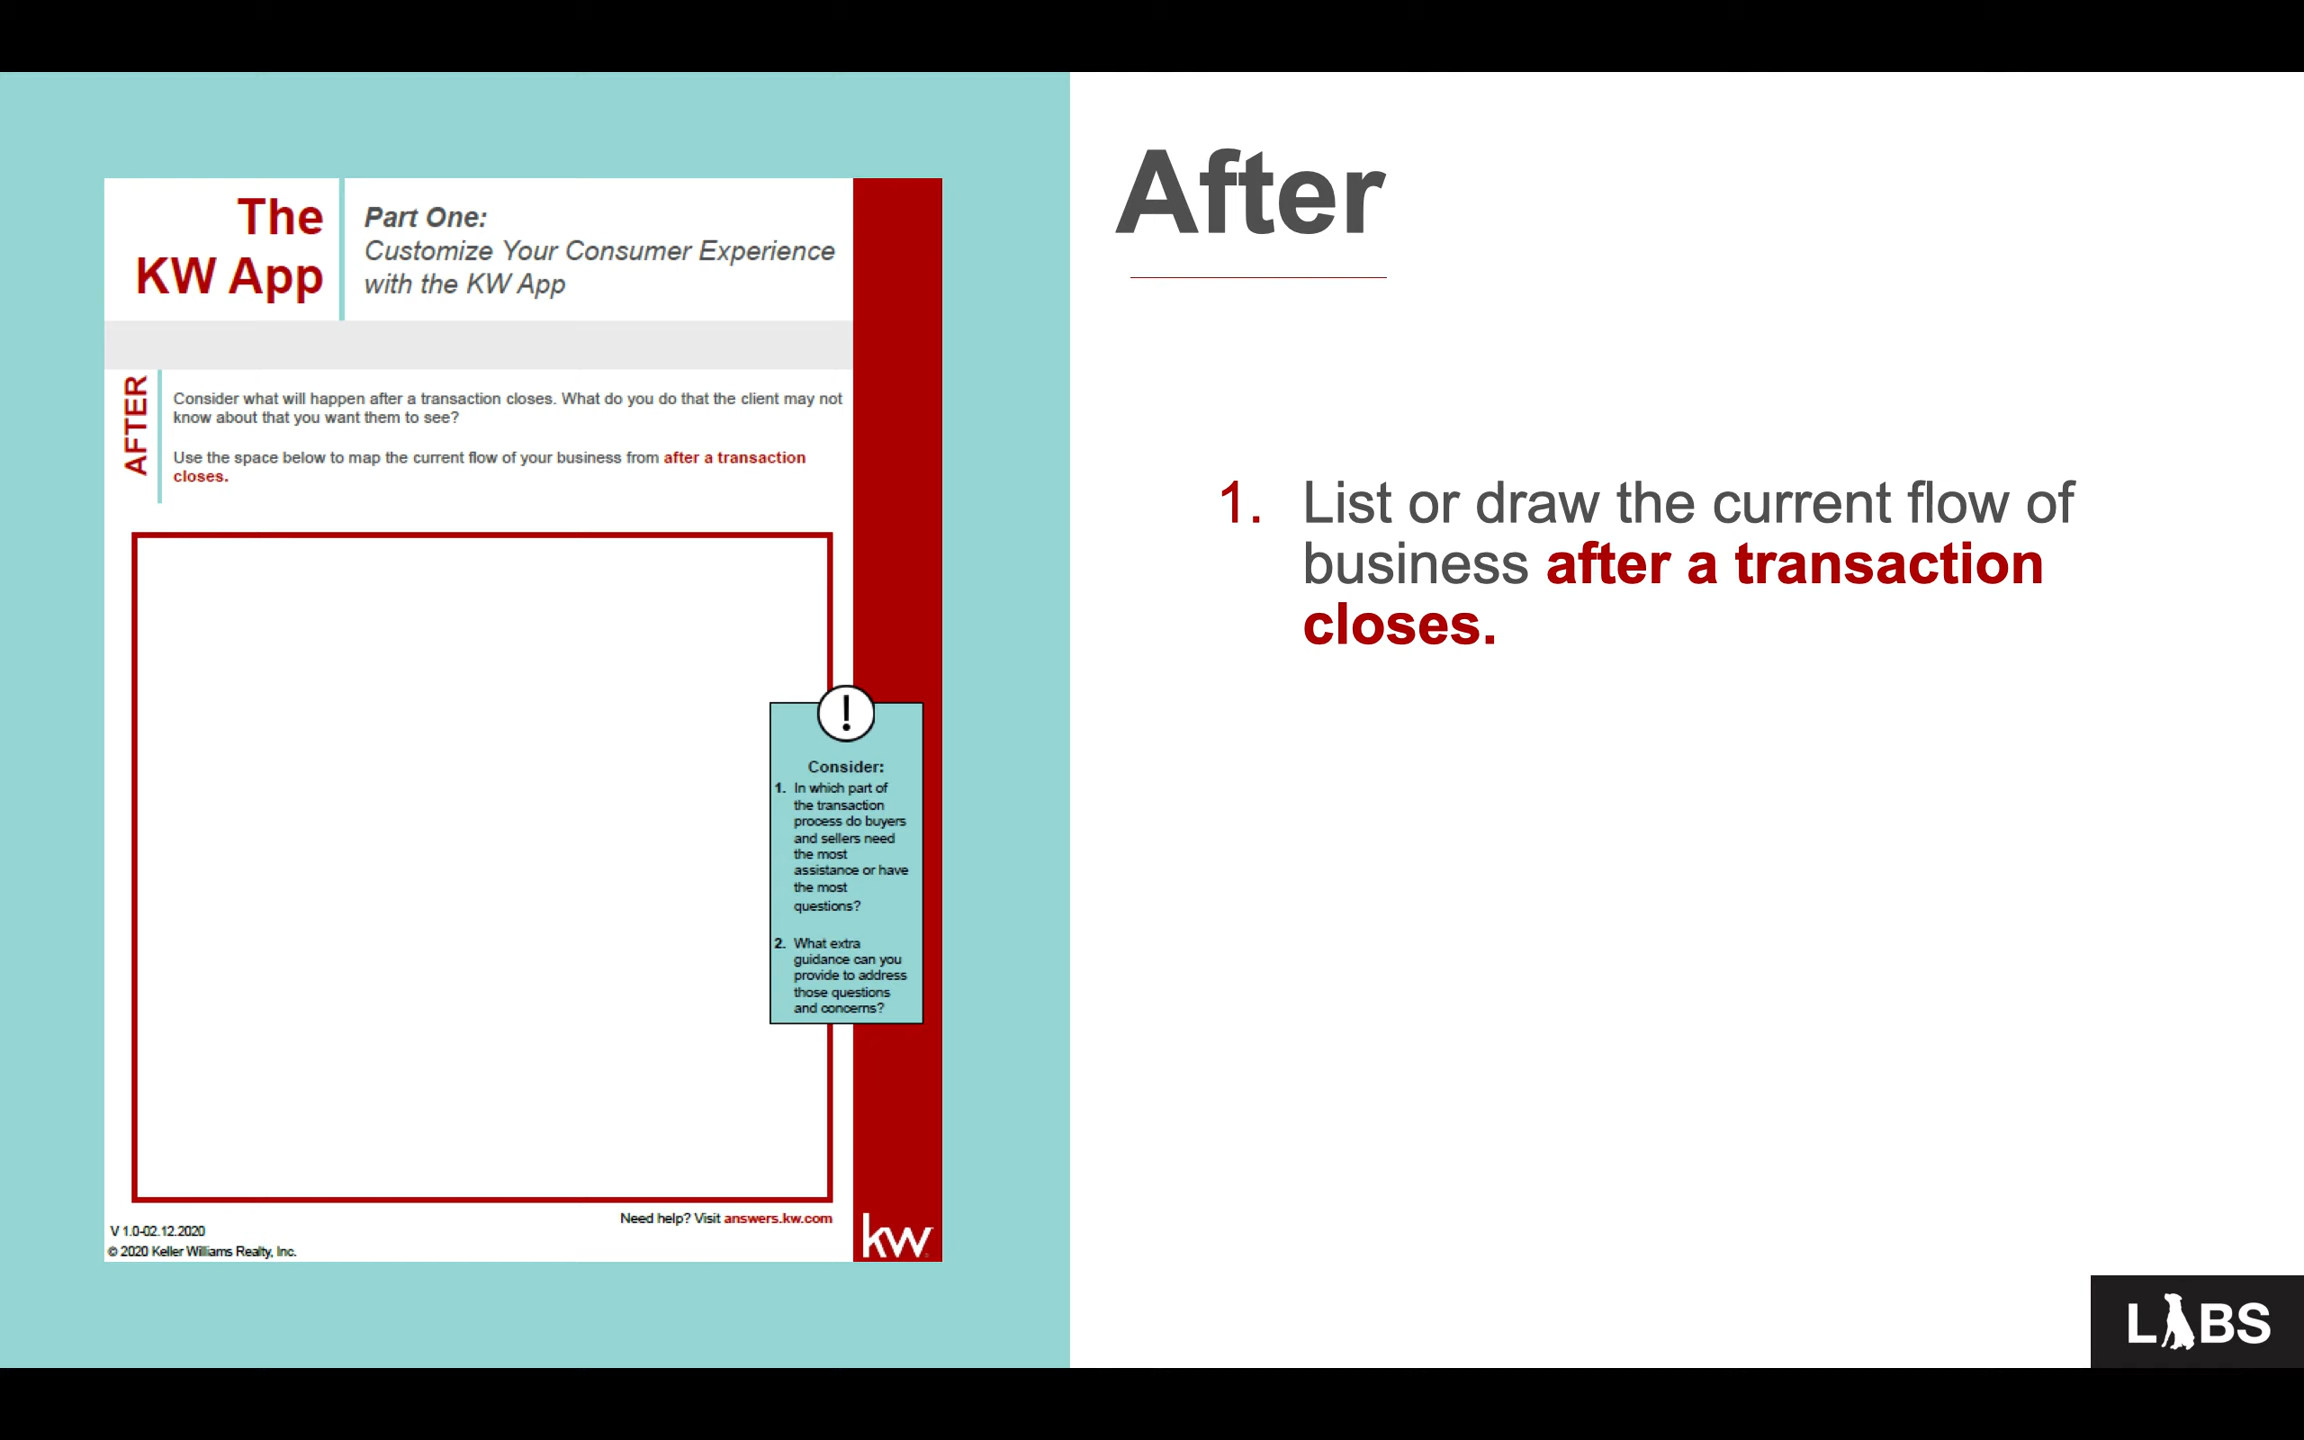 The
KW App
Part One:
Customize Your Consumer Experience
with the KW App
AFTER
Consider what will happen after a transaction closes. What do you do that the client may not
know about that you want them to see?
Use the space below to map the current flow of your business from after a transaction
closes.
!
Consider:
1. In which part of
the transaction
process do buyers
and sellers need
the most
assistance or have
the most
questions?
2. What extra
guidance can you
provide to address
those questions
and concerns?
Need help? Visit answers.kw.com
V 1.0-02.12.2020
© 2020 Keller Williams Realty, Inc.
kw
After
1. List or draw the current flow of
business after a transaction
closes.
LABS